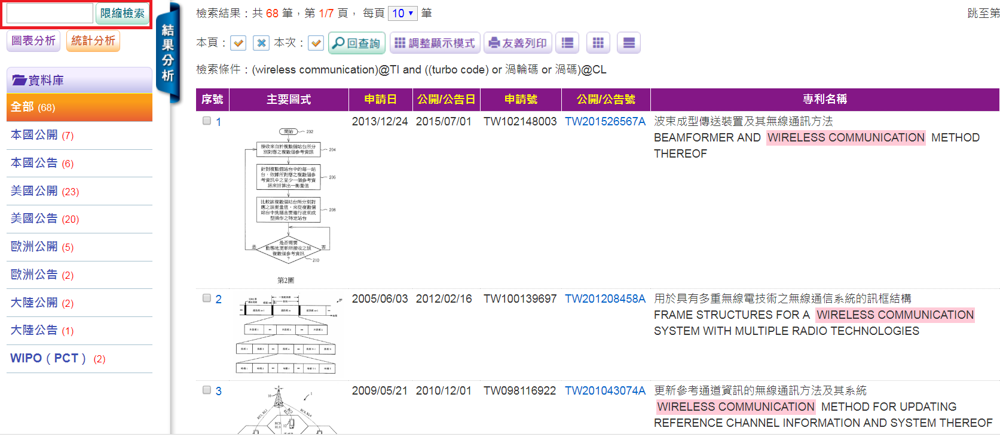 限縮檢索
圖表分析 統計分析
資料庫
全部 (68)
本國公開 (7)
本國公告 (6)
美國公開 (23)
美國公告 (20)
歐洲公開 (5)
歐洲公告 (2)
大陸公開 (2)
大陸公告 (1)
WIPO（PCT） (2)
結果分析
檢索結果：共 68 筆，第 1/7 頁， 每頁 10 筆
跳至第
本頁： 本次： 回查詢 調整顯示模式 友善列印
檢索條件：(wireless communication)@TI and ((turbo code) or 渦輪碼 or 渦碼)@CL
序號 主要圖式 申請日 公開/公告日 申請號 公開/公告號 專利名稱
1 2013/12/24 2015/07/01 TW102148003 TW201526567A 波束成型傳送裝置及其無線通訊方法
BEAMFORMER AND WIRELESS COMMUNICATION METHOD
THEREOF
開始 202
接收來自於複數個站台所分
別對應之複數個參考資訊 204
針對複數個站台中的每一站
台，依據所對應之複數個參
考資訊中之至少一個參考資
訊來計算出一衡量值
206
比較該複數個站台所分別對
應之該衡量值，來從複數個
站台中挑選出要進行波束成
型操作之特定站台
208
是否需要
動態地更新所接收之該
複數個參考資訊
?
是 否
210
第2圖
2 2005/06/03 2012/02/16 TW100139697 TW201208458A 用於具有多重無線電技術之無線通信系統的訊框結構
FRAME STRUCTURES FOR A WIRELESS COMMUNICATION
SYSTEM WITH MULTIPLE RADIO TECHNOLOGIES
3 2009/05/21 2010/12/01 TW098116922 TW201043074A 更新參考通道資訊的無線通訊方法及其系統
WIRELESS COMMUNICATION METHOD FOR UPDATING
REFERENCE CHANNEL INFORMATION AND SYSTEM THEREOF
10
1
12